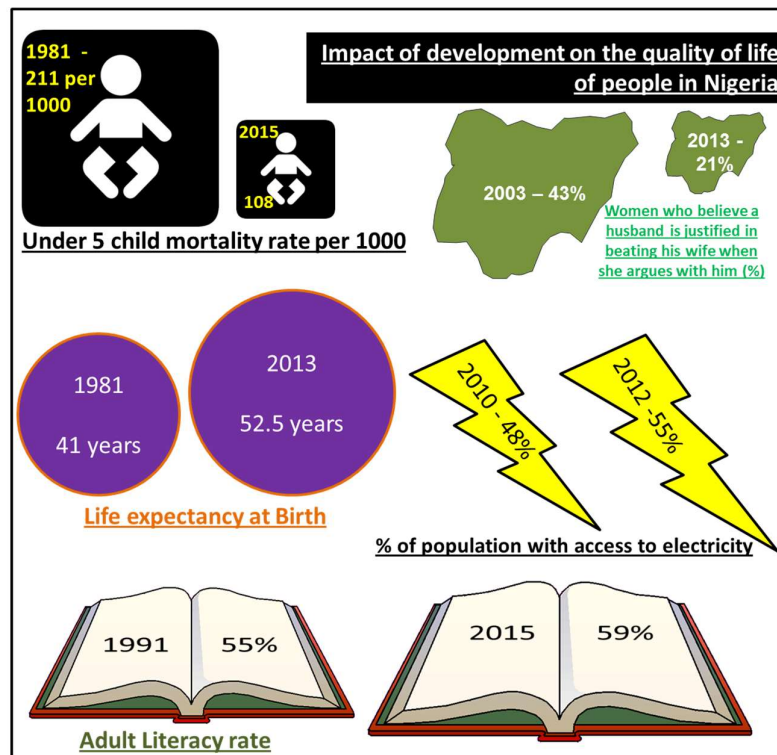 Impact of development on the quality of life
of people in Nigeria
1981 -
211 per
1000
2015
108
Under 5 child mortality rate per 1000
2003 – 43%
2013 -
21%
Women who believe a
husband is justified in
beating his wife when
she argues with him (%)
1981
41 years
2013
52.5 years
Life expectancy at Birth
2010 - 48%
2012 -55%
% of population with access to electricity
1991 55%
2015 59%
Adult Literacy rate